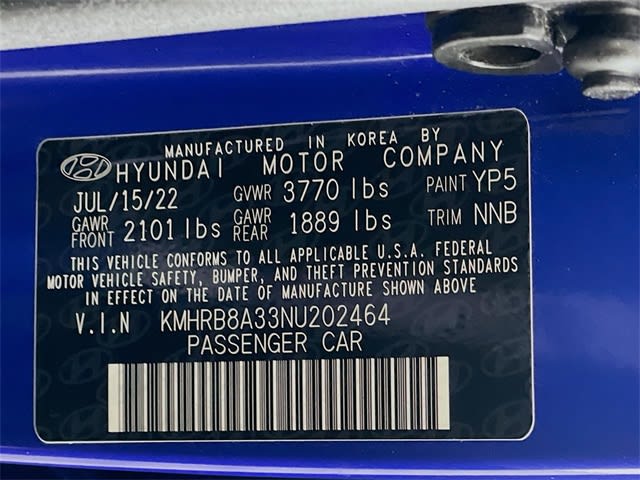 MANUFACTURED IN KOREA BY
HYUNDAI MOTOR COMPANY
JUL/15/22 GVWR 3770 lbs PAINT YP5
GAWR FRONT 2101 lbs GAWR REAR 1889 lbs TRIM NNB
THIS VEHICLE CONFORMS TO ALL APPLICABLE U.S.A. FEDERAL
MOTOR VEHICLE SAFETY, BUMPER, AND THEFT PREVENTION STANDARDS
IN EFFECT ON THE DATE OF MANUFACTURE SHOWN ABOVE
V.I.N KMHRB8A33NU202464
PASSENGER CAR